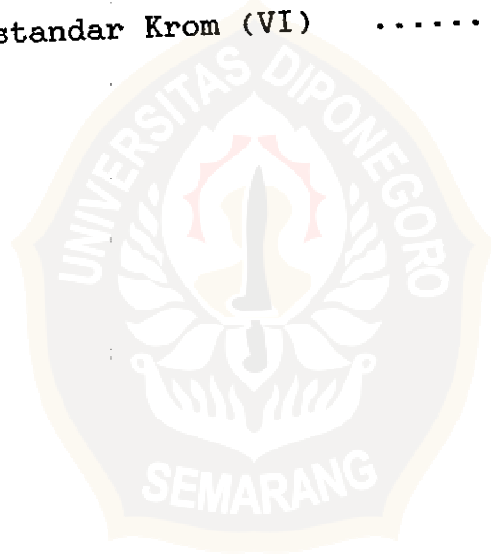 standar Krom (VI) ......
UNIVERSITAS DIPONEGORO
SEMARANG